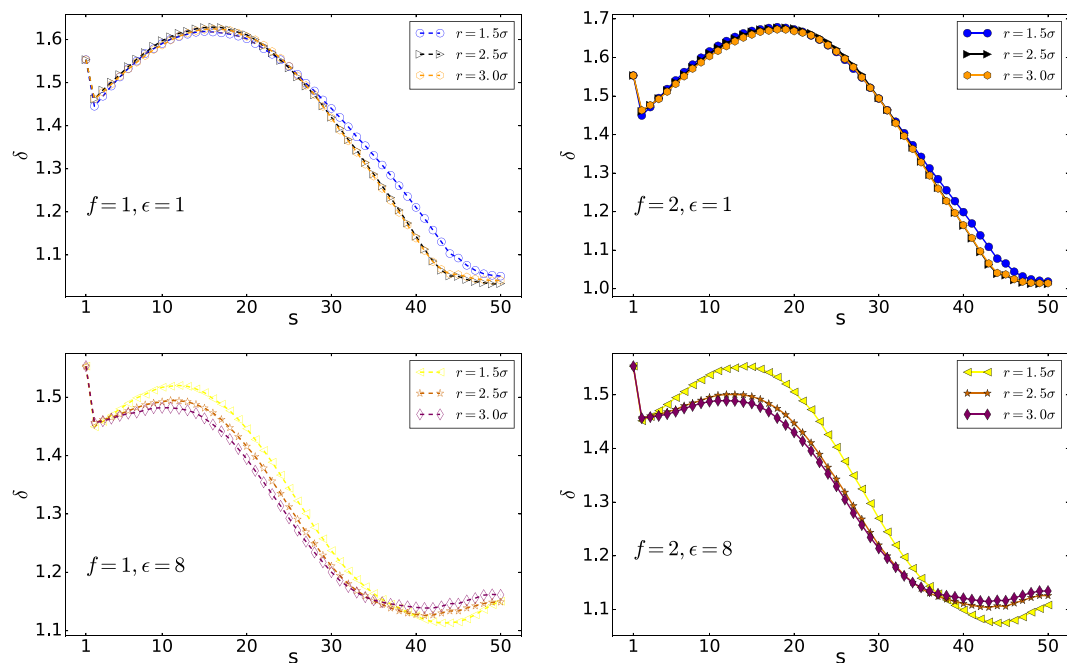 1.6
1.5
1.4
1.3
1.2
1.1
δ
r = 1.5σ
r = 2.5σ
r = 3.0σ
f = 1, ϵ = 1
1 10 20 30 40 50
s
1.7
1.6
1.5
1.4
1.3
1.2
1.1
1.0
δ
r = 1.5σ
r = 2.5σ
r = 3.0σ
f = 2, ϵ = 1
1 10 20 30 40 50
s
1.5
1.4
1.3
1.2
1.1
δ
r = 1.5σ
r = 2.5σ
r = 3.0σ
f = 1, ϵ = 8
1 10 20 30 40 50
s
1.5
1.4
1.3
1.2
1.1
δ
r = 1.5σ
r = 2.5σ
r = 3.0σ
f = 2, ϵ = 8
1 10 20 30 40 50
s